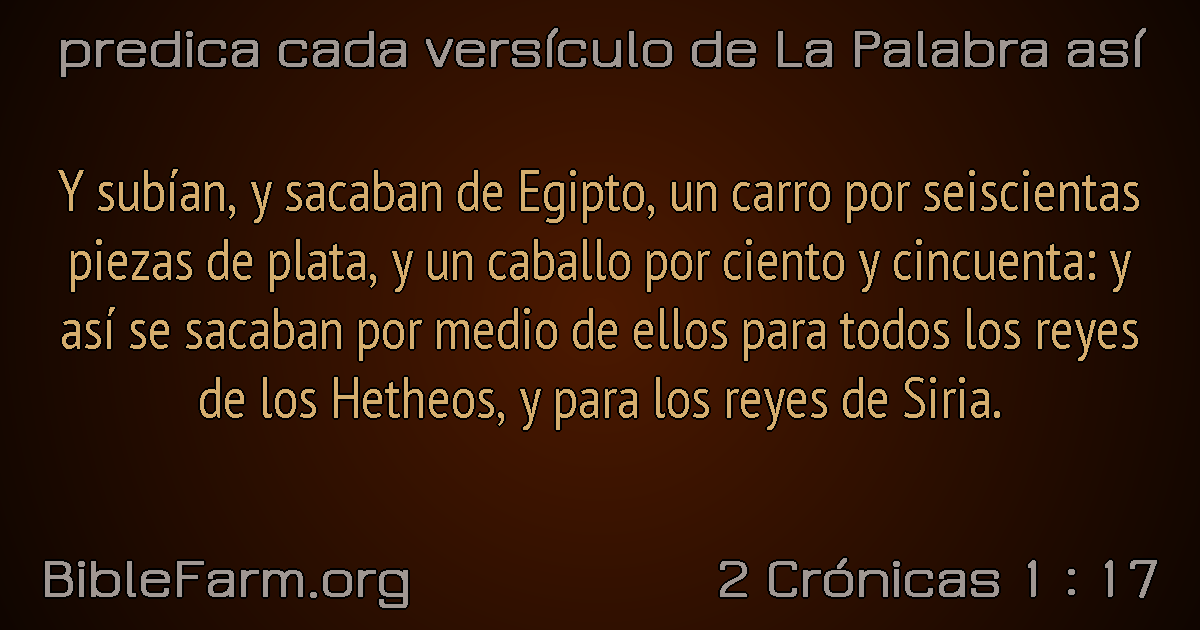 predica cada versículo de La Palabra así
Y subían, y sacaban de Egipto, un carro por seiscientas
piezas de plata, y un caballo por ciento y cincuenta: y
así se sacaban por medio de ellos para todos los reyes
de los Hetheos, y para los reyes de Siria.
BibleFarm.org
2 Crónicas 1 : 17